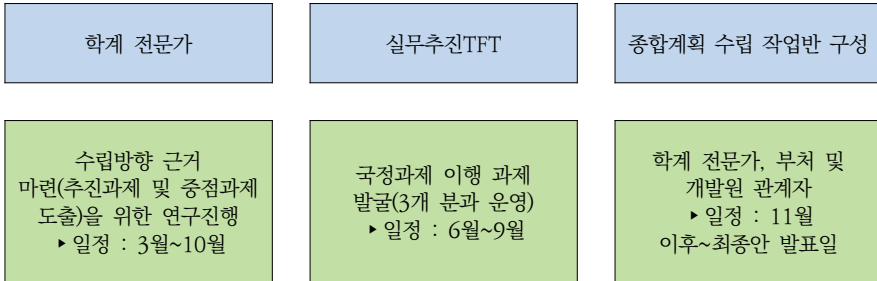 학계 전문가
실무추진TFT
종합계획 수립 작업반 구성
수립방향 근거
마련(추진과제 및 중점과제
도출)을 위한 연구진행
▸일정 : 3월~10월
국정과제 이행 과제
발굴(3개 분과 운영)
▸일정 : 6월~9월
학계 전문가, 부처 및
개발원 관계자
▸일정 : 11월
이후~최종안 발표일